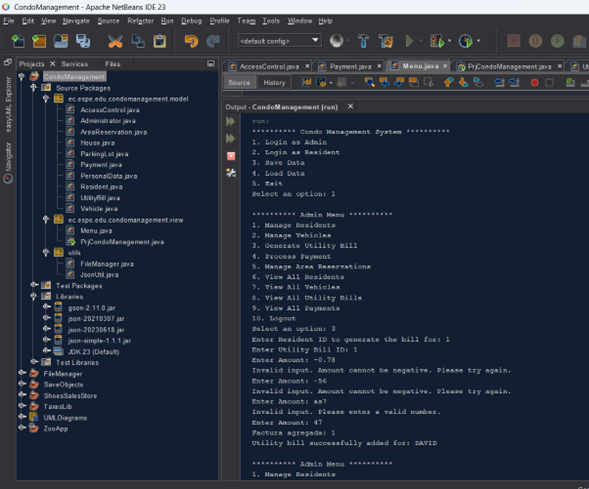 CondoManagement - Apache NetBeans IDE 23
File Edit View Navigate Source Refactor Run Debug Profile Team Tools Window Help
<default config>
Projects Services Files
AccessControl.java Payment.java Menu.java PrjCondoManagement.java
Source History
easyUML Explorer
Navigator
CondoManagement
Source Packages
ec.espe.edu.condomanagement.model
AccessControl.java
Administrator.java
AreaReservation.java
House.java
ParkingLot.java
Payment.java
PersonalData.java
Resident.java
UtilityBill.java
Vehicle.java
ec.espe.edu.condomanagement.view
Menu.java
PrjCondoManagement.java
utils
FileManager.java
JsonUtil.java
Test Packages
Libraries
gson-2.11.0.jar
json-20210307.jar
json-20230618.jar
json-simple-1.1.1.jar
JDK 23 (Default)
Test Libraries
FileManager
SaveObjects
ShoesSalesStore
TaxesLib
UMLDiagrams
ZooApp
Output - CondoManagement (run)
run:
********** Condo Management System **********
1. Login as Admin
2. Login as Resident
3. Save Data
4. Load Data
5. Exit
Select an option: 1
********** Admin Menu **********
1. Manage Residents
2. Manage Vehicles
3. Generate Utility Bill
4. Process Payment
5. Manage Area Reservations
6. View All Residents
7. View All Vehicles
8. View All Utility Bills
9. View All Payments
10. Logout
Select an option: 3
Enter Resident ID to generate the bill for: 1
Enter Utility Bill ID: 1
Enter Amount: -0.78
Invalid input. Amount cannot be negative. Please try again.
Enter Amount: -56
Invalid input. Amount cannot be negative. Please try again.
Enter Amount: as7
Invalid input. Please enter a valid number.
Enter Amount: 47
Factura agregada: 1
Utility bill successfully added for: DAVID
********** Admin Menu **********
1. Manage Residents